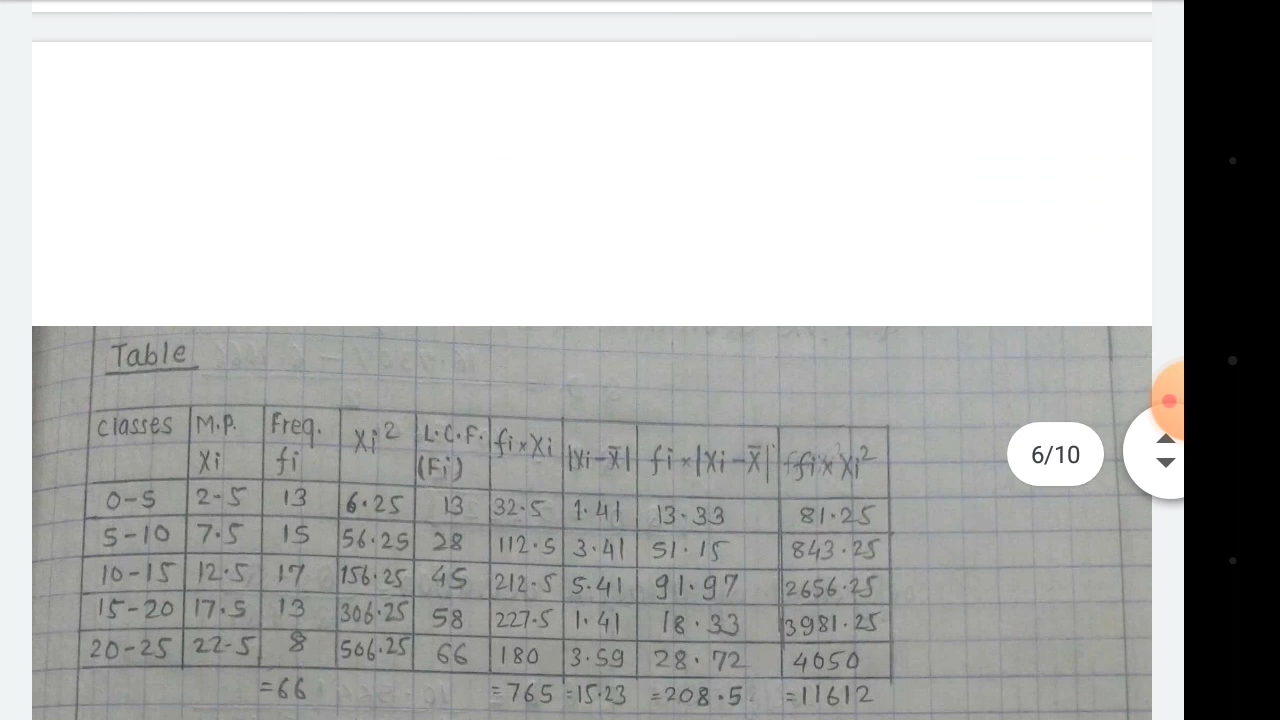 6/10
Table
classes M.P. Xi Freq. fi Xi² L.C.F. (Fi) fi×Xi |Xi-X̄| fi×|Xi-X̄| fi×Xi²
0-5 2.5 13 6.25 13 32.5 1.41 13.33 81.25
5-10 7.5 15 56.25 28 112.5 3.41 51.15 843.25
10-15 12.5 17 156.25 45 212.5 5.41 91.97 2656.25
15-20 17.5 13 306.25 58 227.5 1.41 18.33 3981.25
20-25 22.5 8 506.25 66 180 3.59 28.72 4050
=66 =765 =15.23 =208.5 =11612